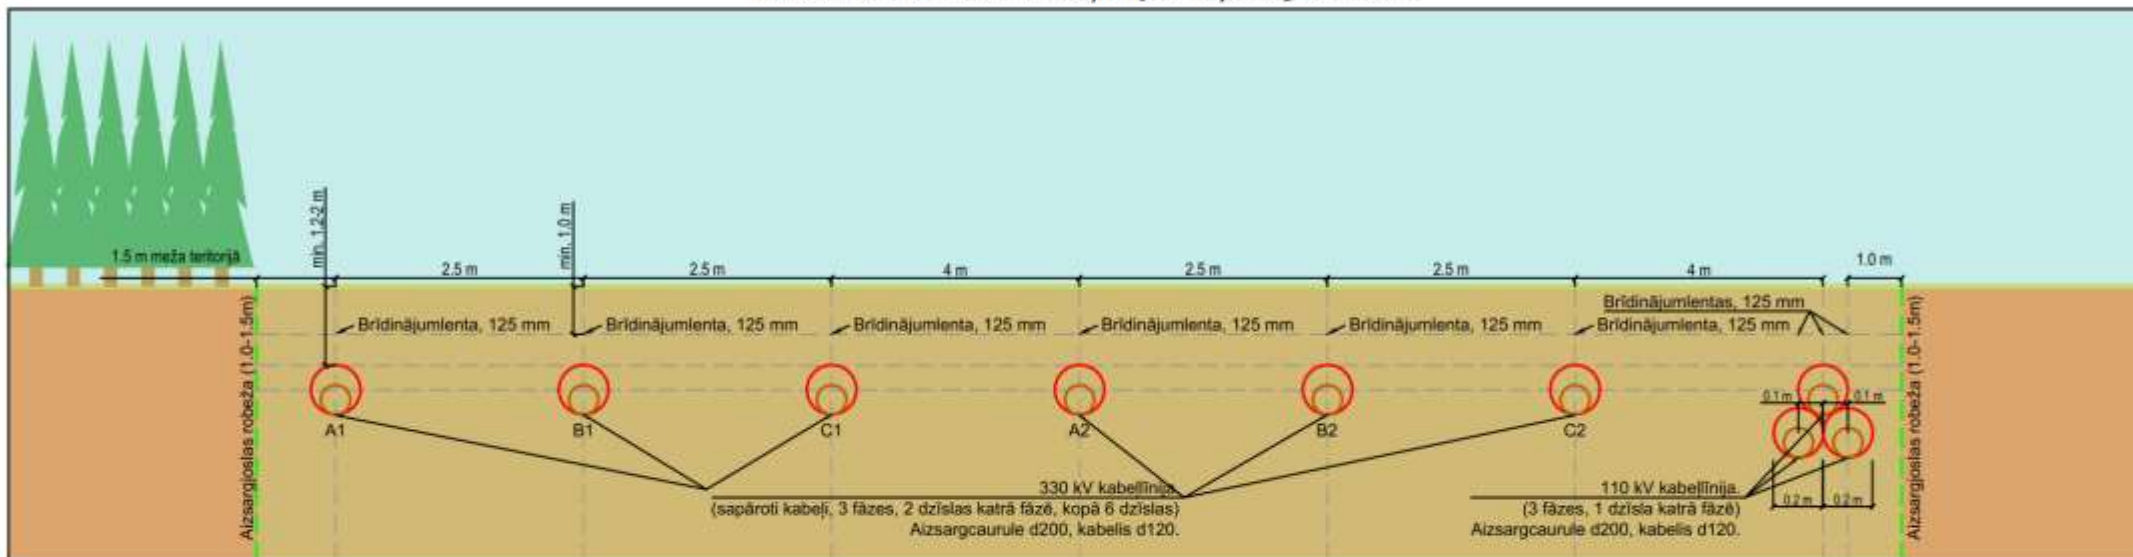 1.5 m meža teritorijā
min. 1.2-2 m
2.5 m
min. 1.0 m
2.5 m
4 m
2.5 m
2.5 m
4 m
1.0 m
Brīdinājumlentas, 125 mm
Brīdinājumlenta, 125 mm
Brīdinājumlenta, 125 mm
Brīdinājumlenta, 125 mm
Brīdinājumlenta, 125 mm
Brīdinājumlenta, 125 mm
Brīdinājumlenta, 125 mm
Aizsargjoslas robeža (1.0-1.5m)
Aizsargjoslas robeža (1.0-1.5m)
0.1 m
0.1 m
A1
B1
C1
A2
B2
C2
330 kV kabeļlīnija.
(sapāroti kabeļi, 3 fāzes, 2 dzīslas katrā fāzē, kopā 6 dzīslas)
Aizsargcaurule d200, kabelis d120.
110 kV kabeļlīnija.
(3 fāzes, 1 dzīsla katrā fāzē)
Aizsargcaurule d200, kabelis d120.
0.2 m
0.2 m